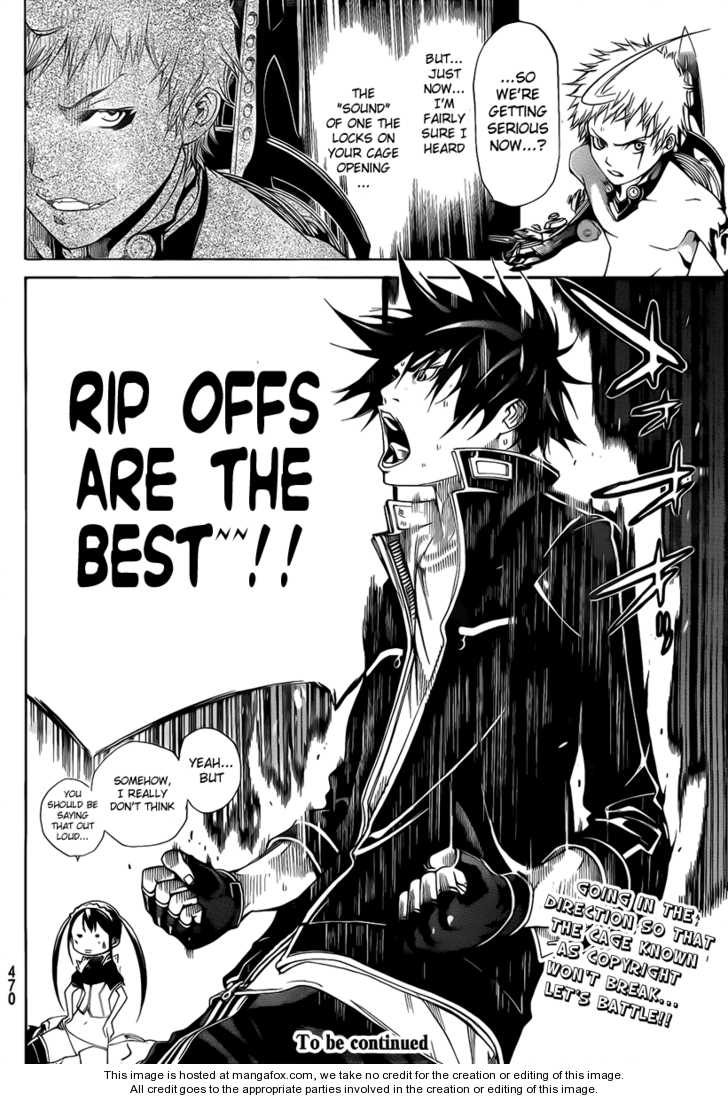 ...SO
WE'RE
GETTING
SERIOUS
NOW...?
BUT...
JUST
NOW...
I'M
FAIRLY
SURE I
HEARD
THE
"SOUND"
OF ONE THE
LOCKS ON
YOUR CAGE
OPENING
...
RIP OFFS
ARE THE
BEST~~!!
YEAH...
BUT
SOMEHOW,
I REALLY
DON'T THINK
YOU
SHOULD BE
SAYING
THAT OUT
LOUD...
GOING IN THE
DIRECTION SO THAT
THE CAGE KNOWN
AS COPYRIGHT
WON'T BREAK...
LET'S BATTLE!!
470
To be continued
This image is hosted at mangafox.com, we take no credit for the creation or editing of this image.
All credit goes to the appropriate parties involved in the creation or editing of this image.